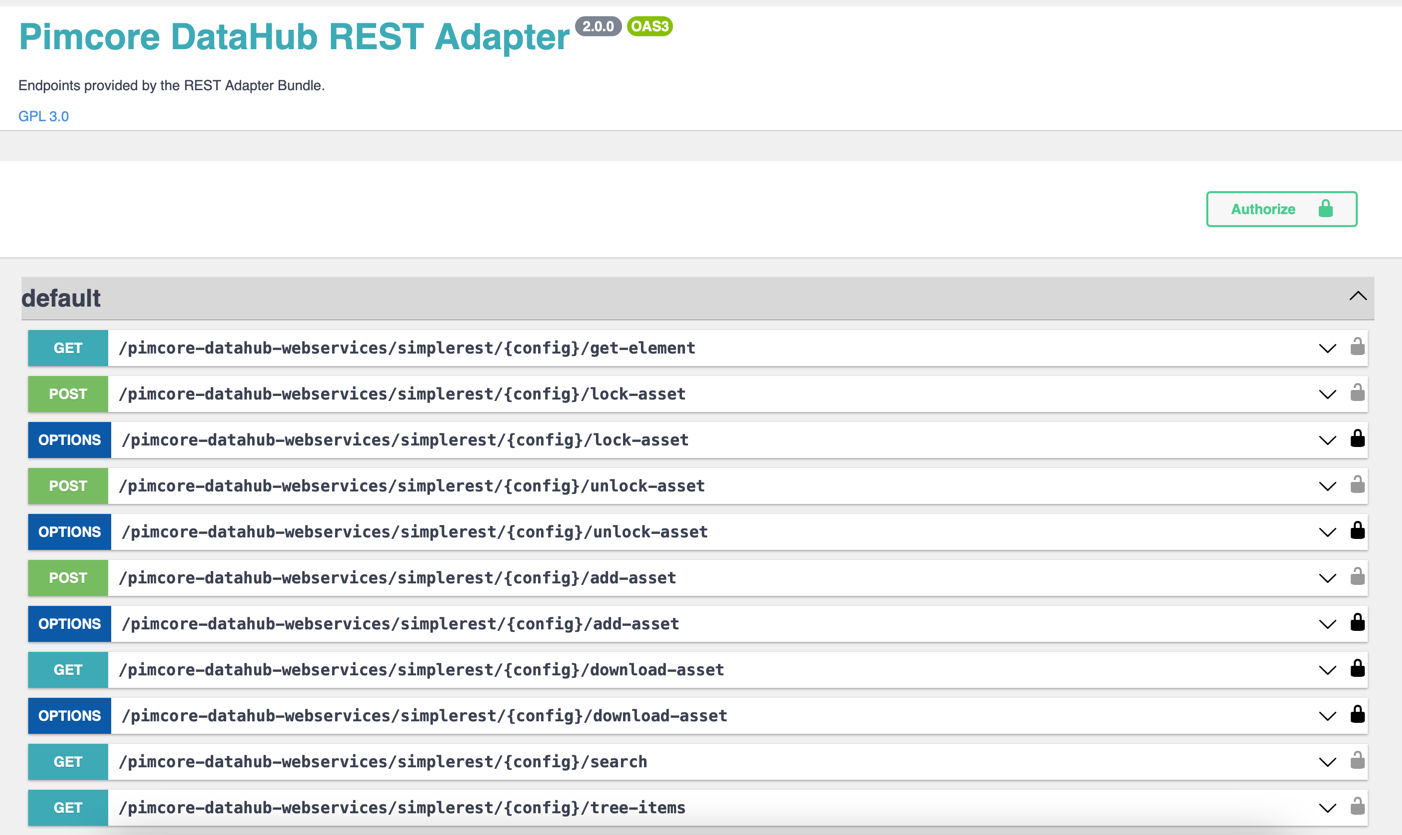 Pimcore DataHub REST Adapter 2.0.0 OAS3
Endpoints provided by the REST Adapter Bundle.
GPL 3.0
Authorize
default
GET /pimcore-datahub-webservices/simplerest/{config}/get-element
POST /pimcore-datahub-webservices/simplerest/{config}/lock-asset
OPTIONS /pimcore-datahub-webservices/simplerest/{config}/lock-asset
POST /pimcore-datahub-webservices/simplerest/{config}/unlock-asset
OPTIONS /pimcore-datahub-webservices/simplerest/{config}/unlock-asset
POST /pimcore-datahub-webservices/simplerest/{config}/add-asset
OPTIONS /pimcore-datahub-webservices/simplerest/{config}/add-asset
GET /pimcore-datahub-webservices/simplerest/{config}/download-asset
OPTIONS /pimcore-datahub-webservices/simplerest/{config}/download-asset
GET /pimcore-datahub-webservices/simplerest/{config}/search
GET /pimcore-datahub-webservices/simplerest/{config}/tree-items